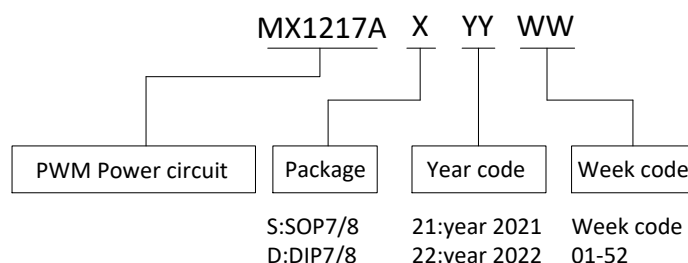 MX1217A X YY WW
PWM Power circuit Package Year code Week code
S:SOP7/8 21:year 2021 Week code
D:DIP7/8 22:year 2022 01-52